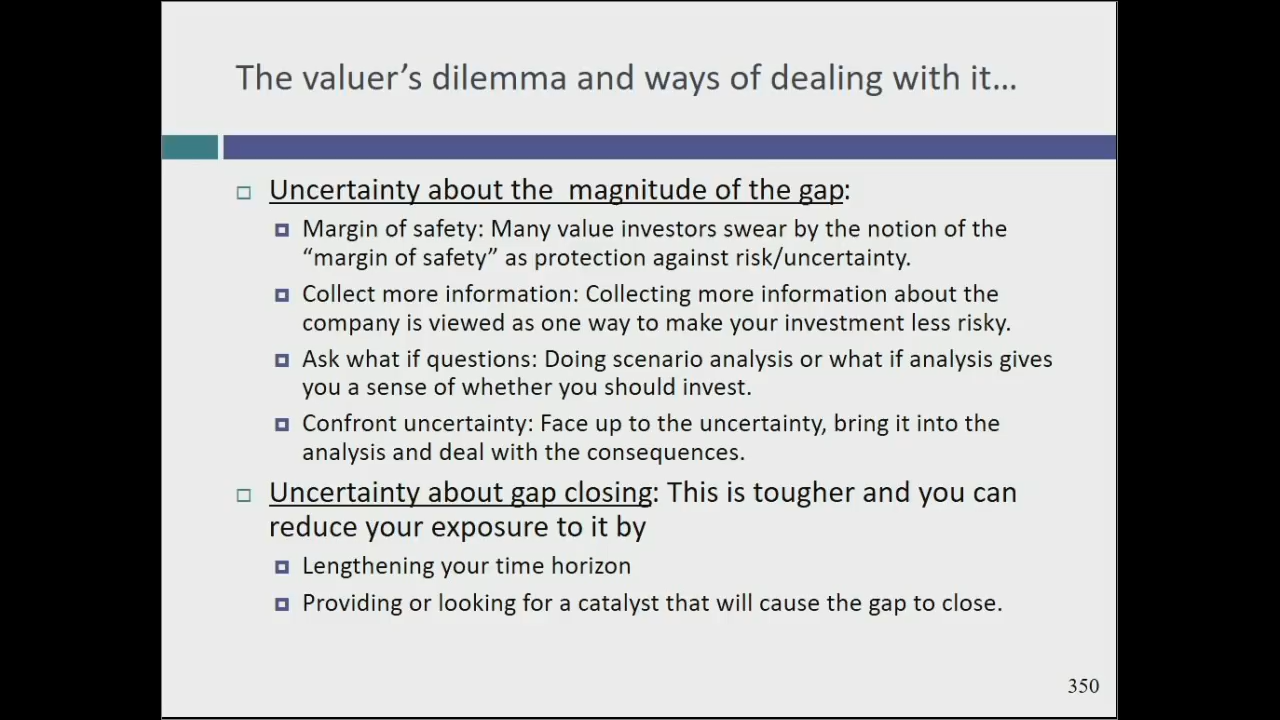 The valuer’s dilemma and ways of dealing with it…
Uncertainty about the  magnitude of the gap:
Margin of safety: Many value investors swear by the notion of the
“margin of safety” as protection against risk/uncertainty.
Collect more information: Collecting more information about the
company is viewed as one way to make your investment less risky.
Ask what if questions: Doing scenario analysis or what if analysis gives
you a sense of whether you should invest.
Confront uncertainty: Face up to the uncertainty, bring it into the
analysis and deal with the consequences.
Uncertainty about gap closing: This is tougher and you can
reduce your exposure to it by
Lengthening your time horizon
Providing or looking for a catalyst that will cause the gap to close.
350